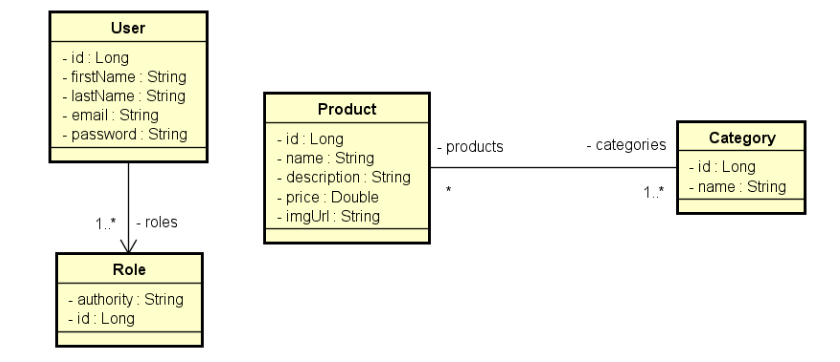 User
- id : Long
- firstName : String
- lastName : String
- email : String
- password : String
1..* - roles
Role
- authority : String
- id : Long
Product
- id : Long
- name : String
- description : String
- price : Double
- imgUrl : String
- products - categories
* 1..*
Category
- id : Long
- name : String